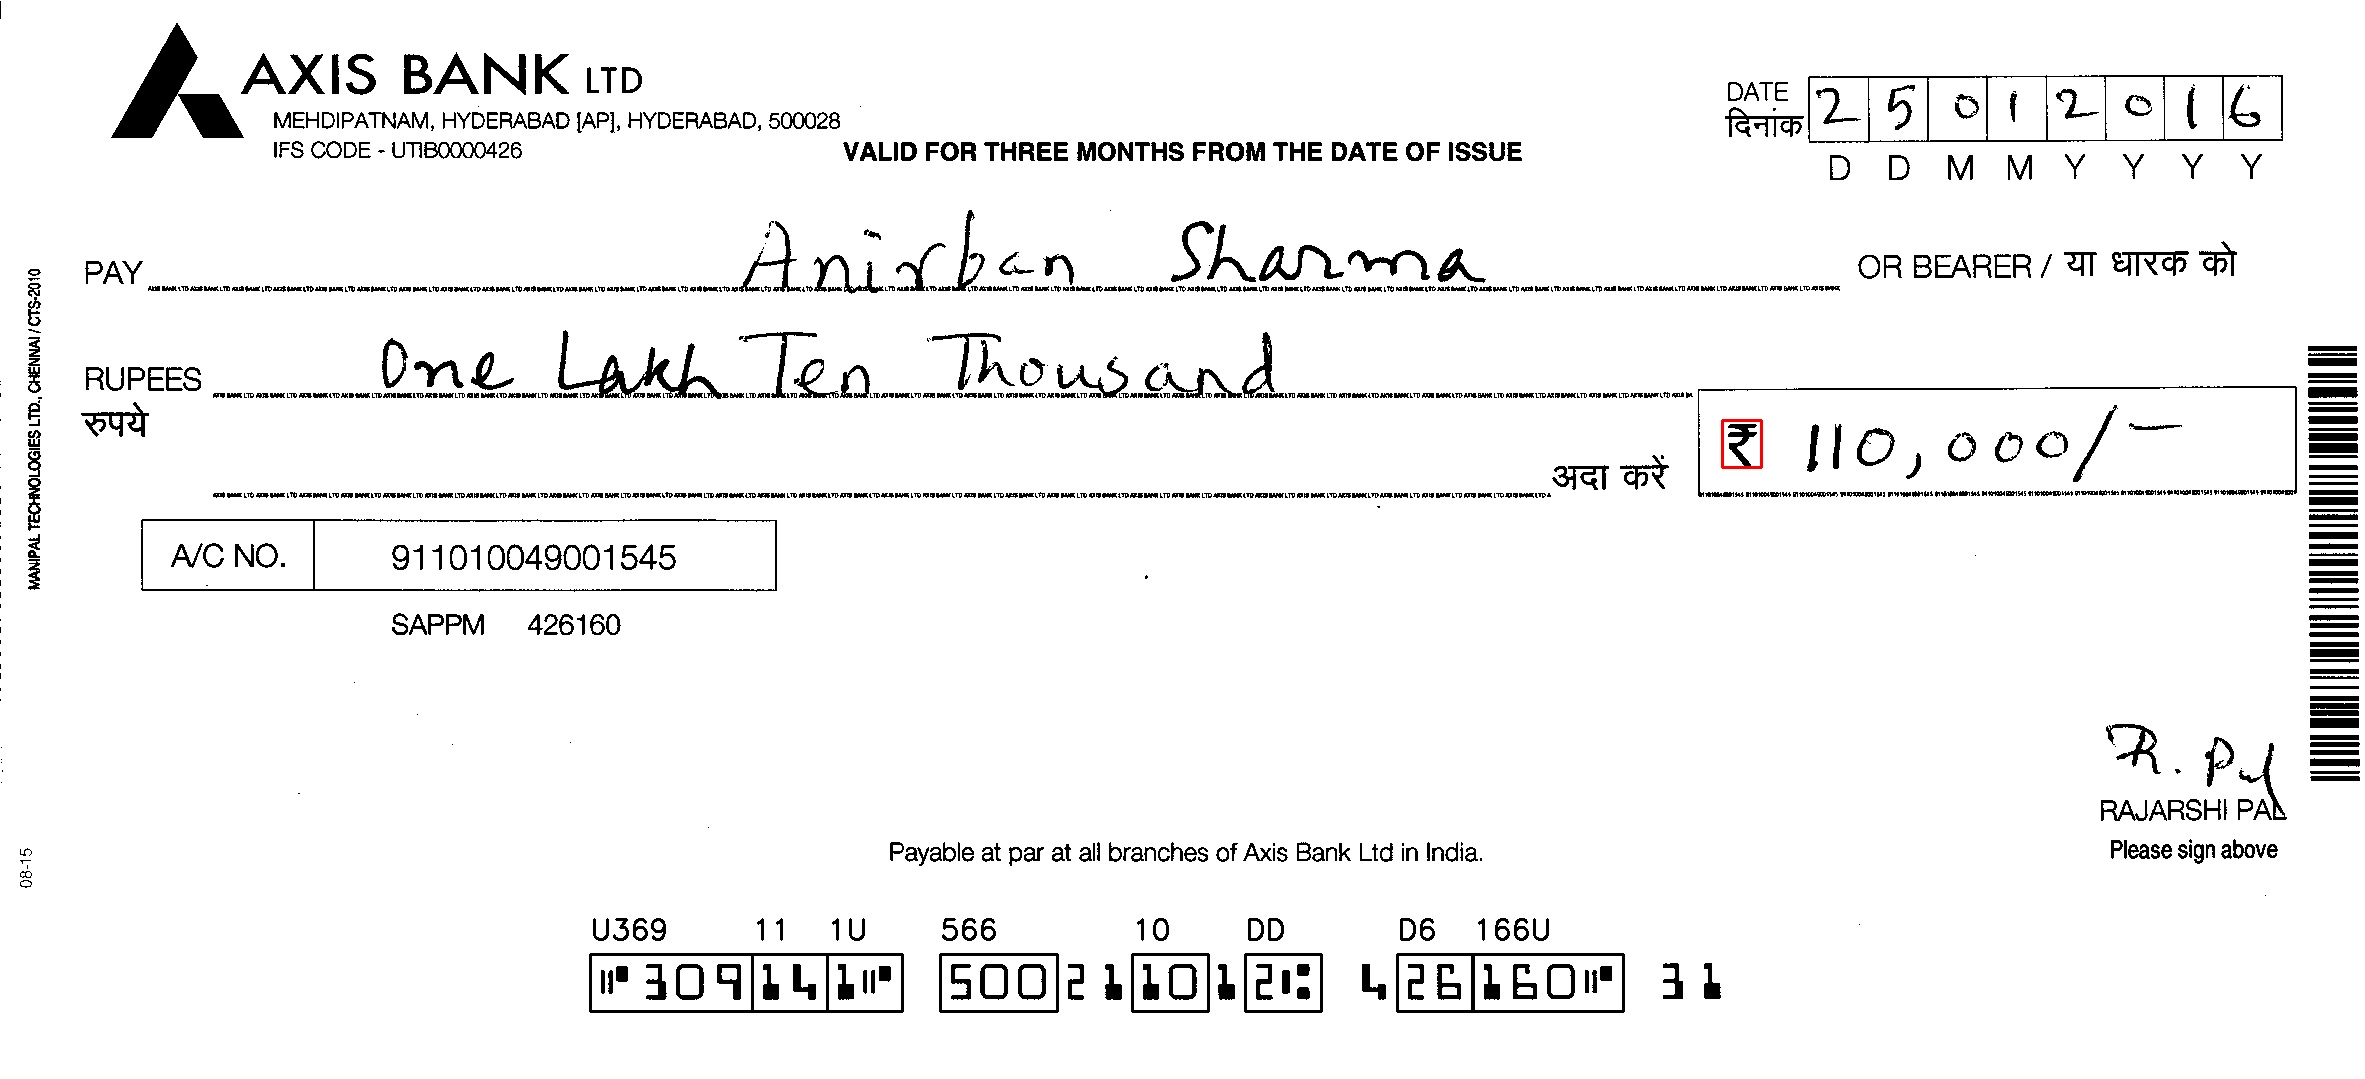 AXIS BANK LTD
MEHDIPATNAM, HYDERABAD [AP], HYDERABAD, 500028
IFS CODE - UTIB0000426
VALID FOR THREE MONTHS FROM THE DATE OF ISSUE
DATE
दिनांक
2 5 0 1 2 0 1 6
D D M M Y Y Y Y
PAY Anirban Sharma OR BEARER / या धारक को
RUPEES One Lakh Ten Thousand
रुपये
अदा करें
₹ 110,000/-
A/C NO. 911010049001545
SAPPM 426160
MANIPAL TECHNOLOGIES LTD., CHENNAI / CTS-2010
08-15
R. Pal
RAJARSHI PAL
Please sign above
Payable at par at all branches of Axis Bank Ltd in India.
U369 11 1U 566 10 DD D6 166U
⑈309141⑈ 500211012⑆ 426160⑈ 31